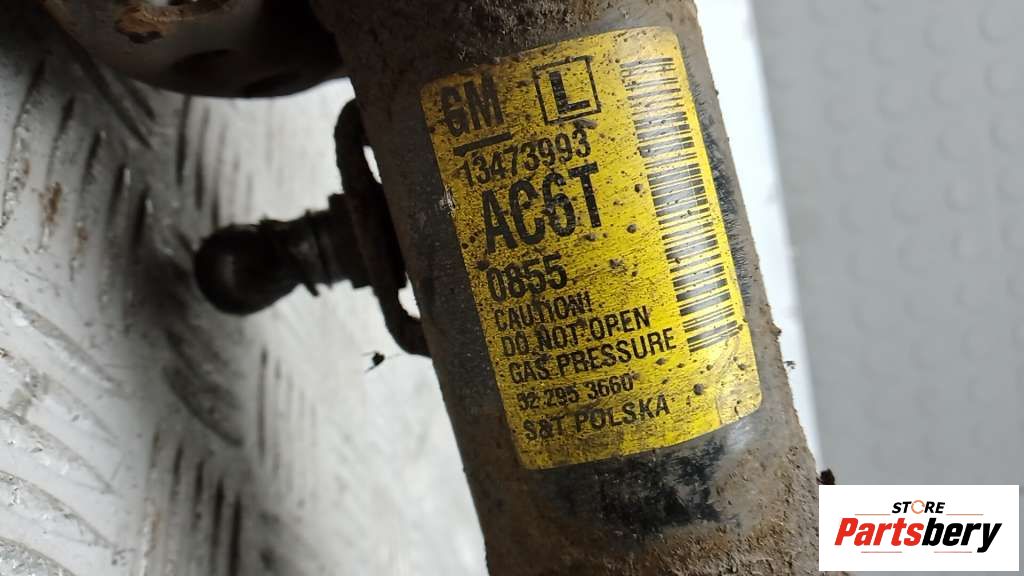 GM L
13473993
AC6T
0855
CAUTION!
DO NOT OPEN
GAS PRESSURE
32 295 3660
S&T POLSKA
STORE
Partsbery